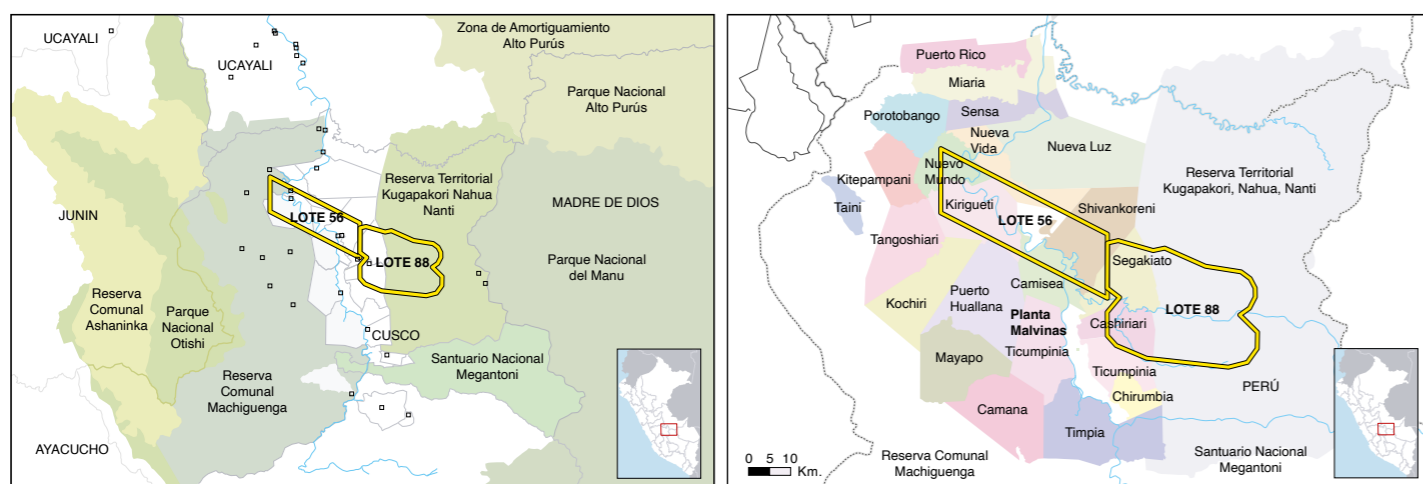 UCAYALI
UCAYALI
Zona de Amortiguamiento
Alto Purús
Parque Nacional
Alto Purús
Reserva Territorial
Kugapakori Nahua
Nanti
MADRE DE DIOS
JUNIN
LOTE 56
LOTE 88
Parque Nacional
del Manu
Reserva
Comunal
Ashaninka
Parque
Nacional
Otishi
CUSCO
Santuario Nacional
Megantoni
Reserva
Comunal
Machiguenga
AYACUCHO
Puerto Rico
Miaria
Sensa
Porotobango
Nueva
Vida
Nueva Luz
Nuevo
Mundo
Kitepampani
Reserva Territorial
Kugapakori, Nahua, Nanti
Taini
Kirigueti
Shivankoreni
LOTE 56
Tangoshiari
Segakiato
Camisea
Kochiri
Puerto
Huallana
Planta
Malvinas
LOTE 88
Cashiriari
Mayapo
Ticumpinia
Ticumpinia
PERÚ
Chirumbia
Camana
Timpia
0 5 10 Km.
Reserva Comunal
Machiguenga
Santuario Nacional
Megantoni